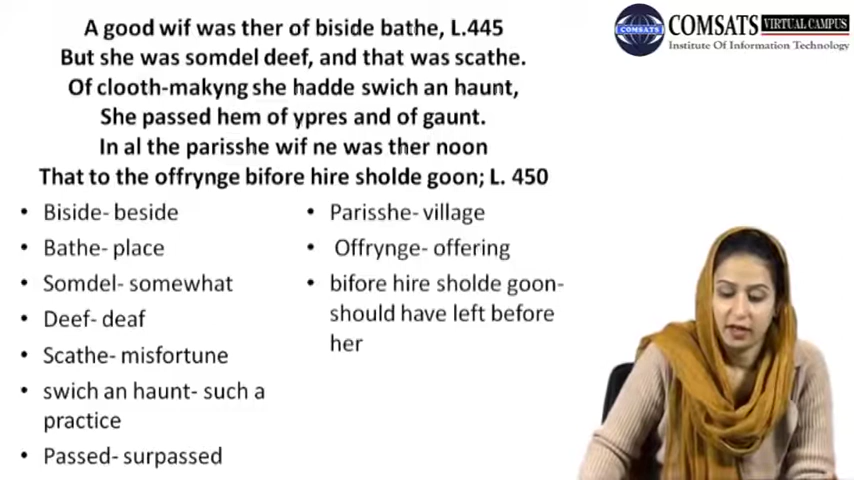 A good wif was ther of biside bathe, L.445
But she was somdel deef, and that was scathe.
Of clooth-makyng she hadde swich an haunt,
She passed hem of ypres and of gaunt.
In al the parisshe wif ne was ther noon
That to the offrynge bifore hire sholde goon; L. 450
• Biside- beside
• Bathe- place
• Somdel- somewhat
• Deef- deaf
• Scathe- misfortune
• swich an haunt- such a
practice
• Passed- surpassed
• Parisshe- village
• Offrynge- offering
• bifore hire sholde goon-
should have left before
her
COMSATS
COMSATS VIRTUAL CAMPUS
Institute Of Information Technology